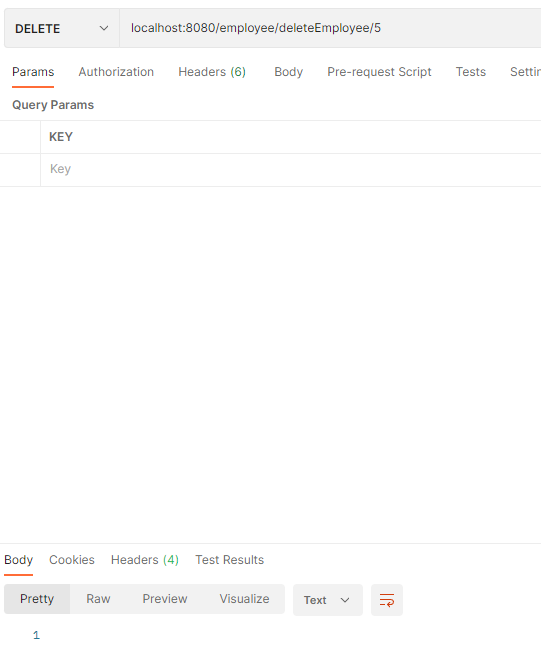 DELETE localhost:8080/employee/deleteEmployee/5
Params Authorization Headers (6) Body Pre-request Script Tests Settin
Query Params
KEY
Key
Body Cookies Headers (4) Test Results
Pretty Raw Preview Visualize Text
1